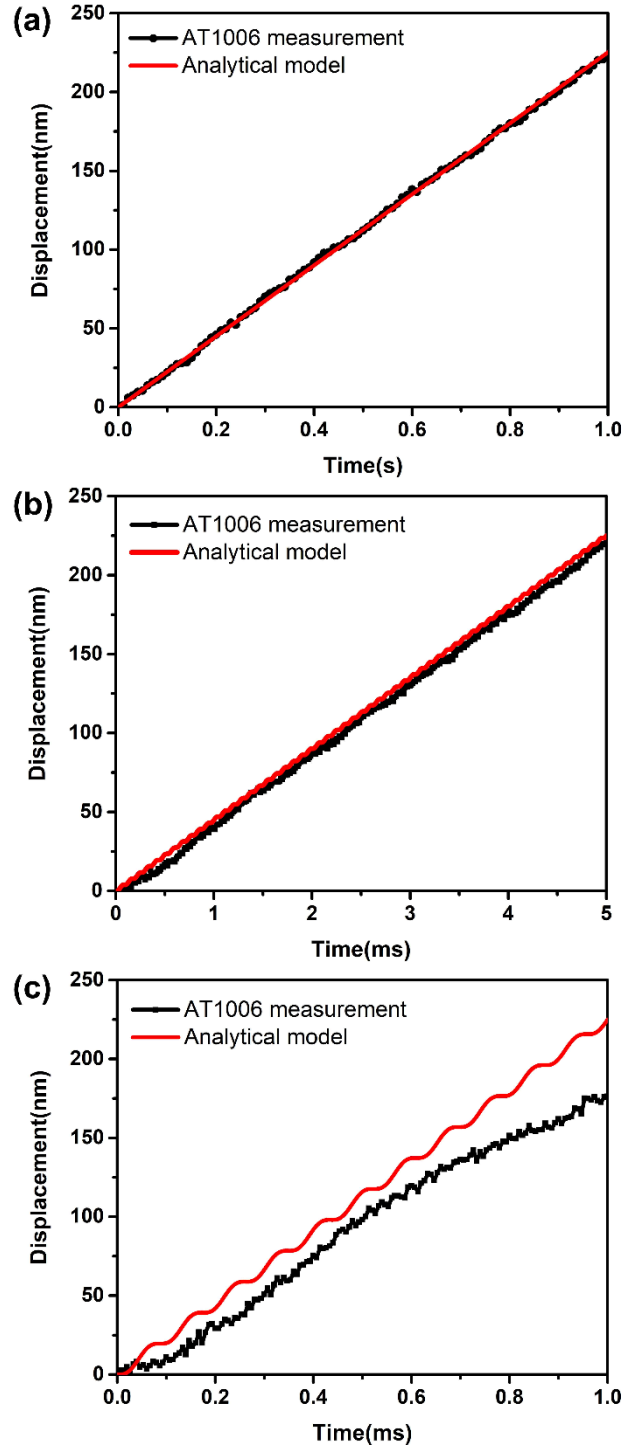 (a)
250
200
150
100
50
0
Displacement(nm)
AT1006 measurement
Analytical model
0.0 0.2 0.4 0.6 0.8 1.0
Time(s)
(b)
250
200
150
100
50
0
Displacement(nm)
AT1006 measurement
Analytical model
0 1 2 3 4 5
Time(ms)
(c)
250
200
150
100
50
0
Displacement(nm)
AT1006 measurement
Analytical model
0.0 0.2 0.4 0.6 0.8 1.0
Time(ms)